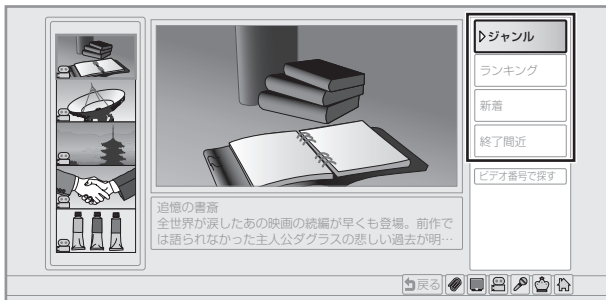 ジャンル
ランキング
新着
終了間近
ビデオ番号で探す
追憶の書斎
全世界が涙したあの映画の続編が早くも登場。前作で
は語られなかった主人公ダグラスの悲しい過去が明…
戻る